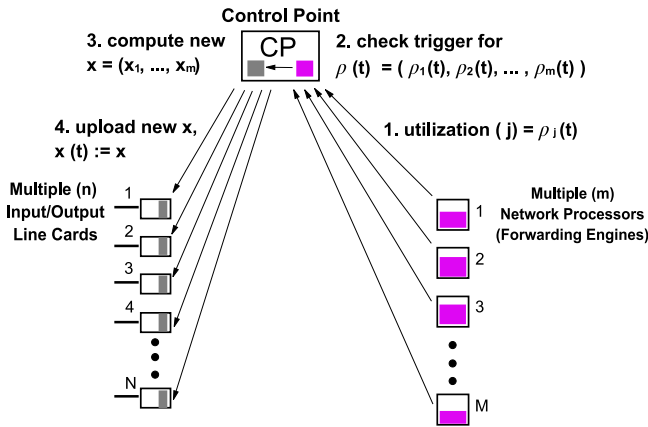 Control Point
CP
3. compute new
x = (x₁, ..., xₘ)
2. check trigger for
ρ (t) = ( ρ₁(t), ρ₂(t), ... , ρₘ(t) )
4. upload new x,
x (t) := x
1. utilization ( j) = ρ ⱼ(t)
Multiple (n)
Input/Output
Line Cards
1
2
3
4
N
Multiple (m)
Network Processors
(Forwarding Engines)
1
2
3
M